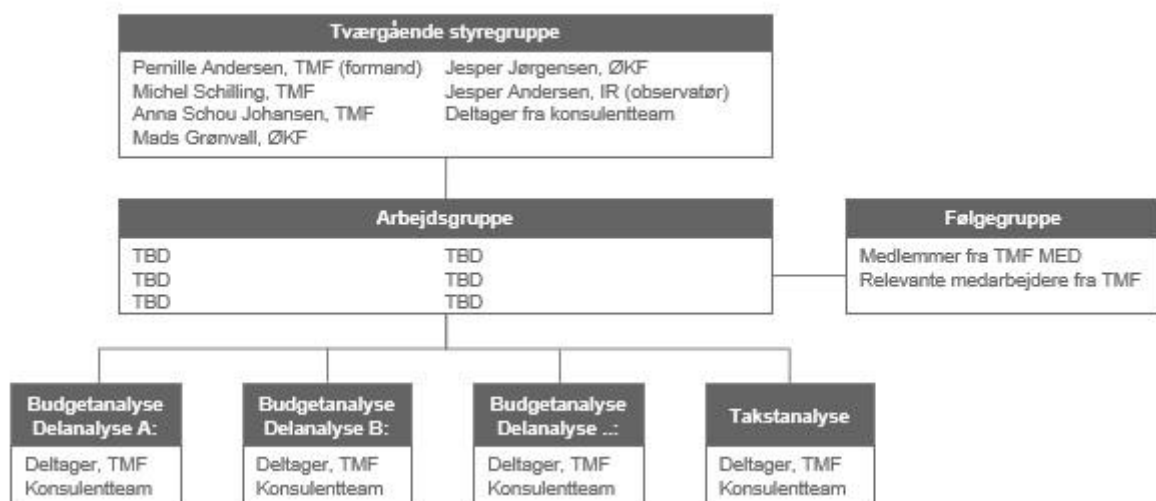 Tværgående styregruppe
Pernille Andersen, TMF (formand)
Michel Schilling, TMF
Anna Schou Johansen, TMF
Mads Grønvall, ØKF
Jesper Jørgensen, ØKF
Jesper Andersen, IR (observatør)
Deltager fra konsulentteam
Arbejdsgruppe
TBD
TBD
TBD
TBD
TBD
TBD
Følgegruppe
Medlemmer fra TMF MED
Relevante medarbejdere fra TMF
Budgetanalyse
Delanalyse A:
Deltager, TMF
Konsulentteam
Budgetanalyse
Delanalyse B:
Deltager, TMF
Konsulentteam
Budgetanalyse
Delanalyse ...:
Deltager, TMF
Konsulentteam
Takstanalyse
Deltager, TMF
Konsulentteam